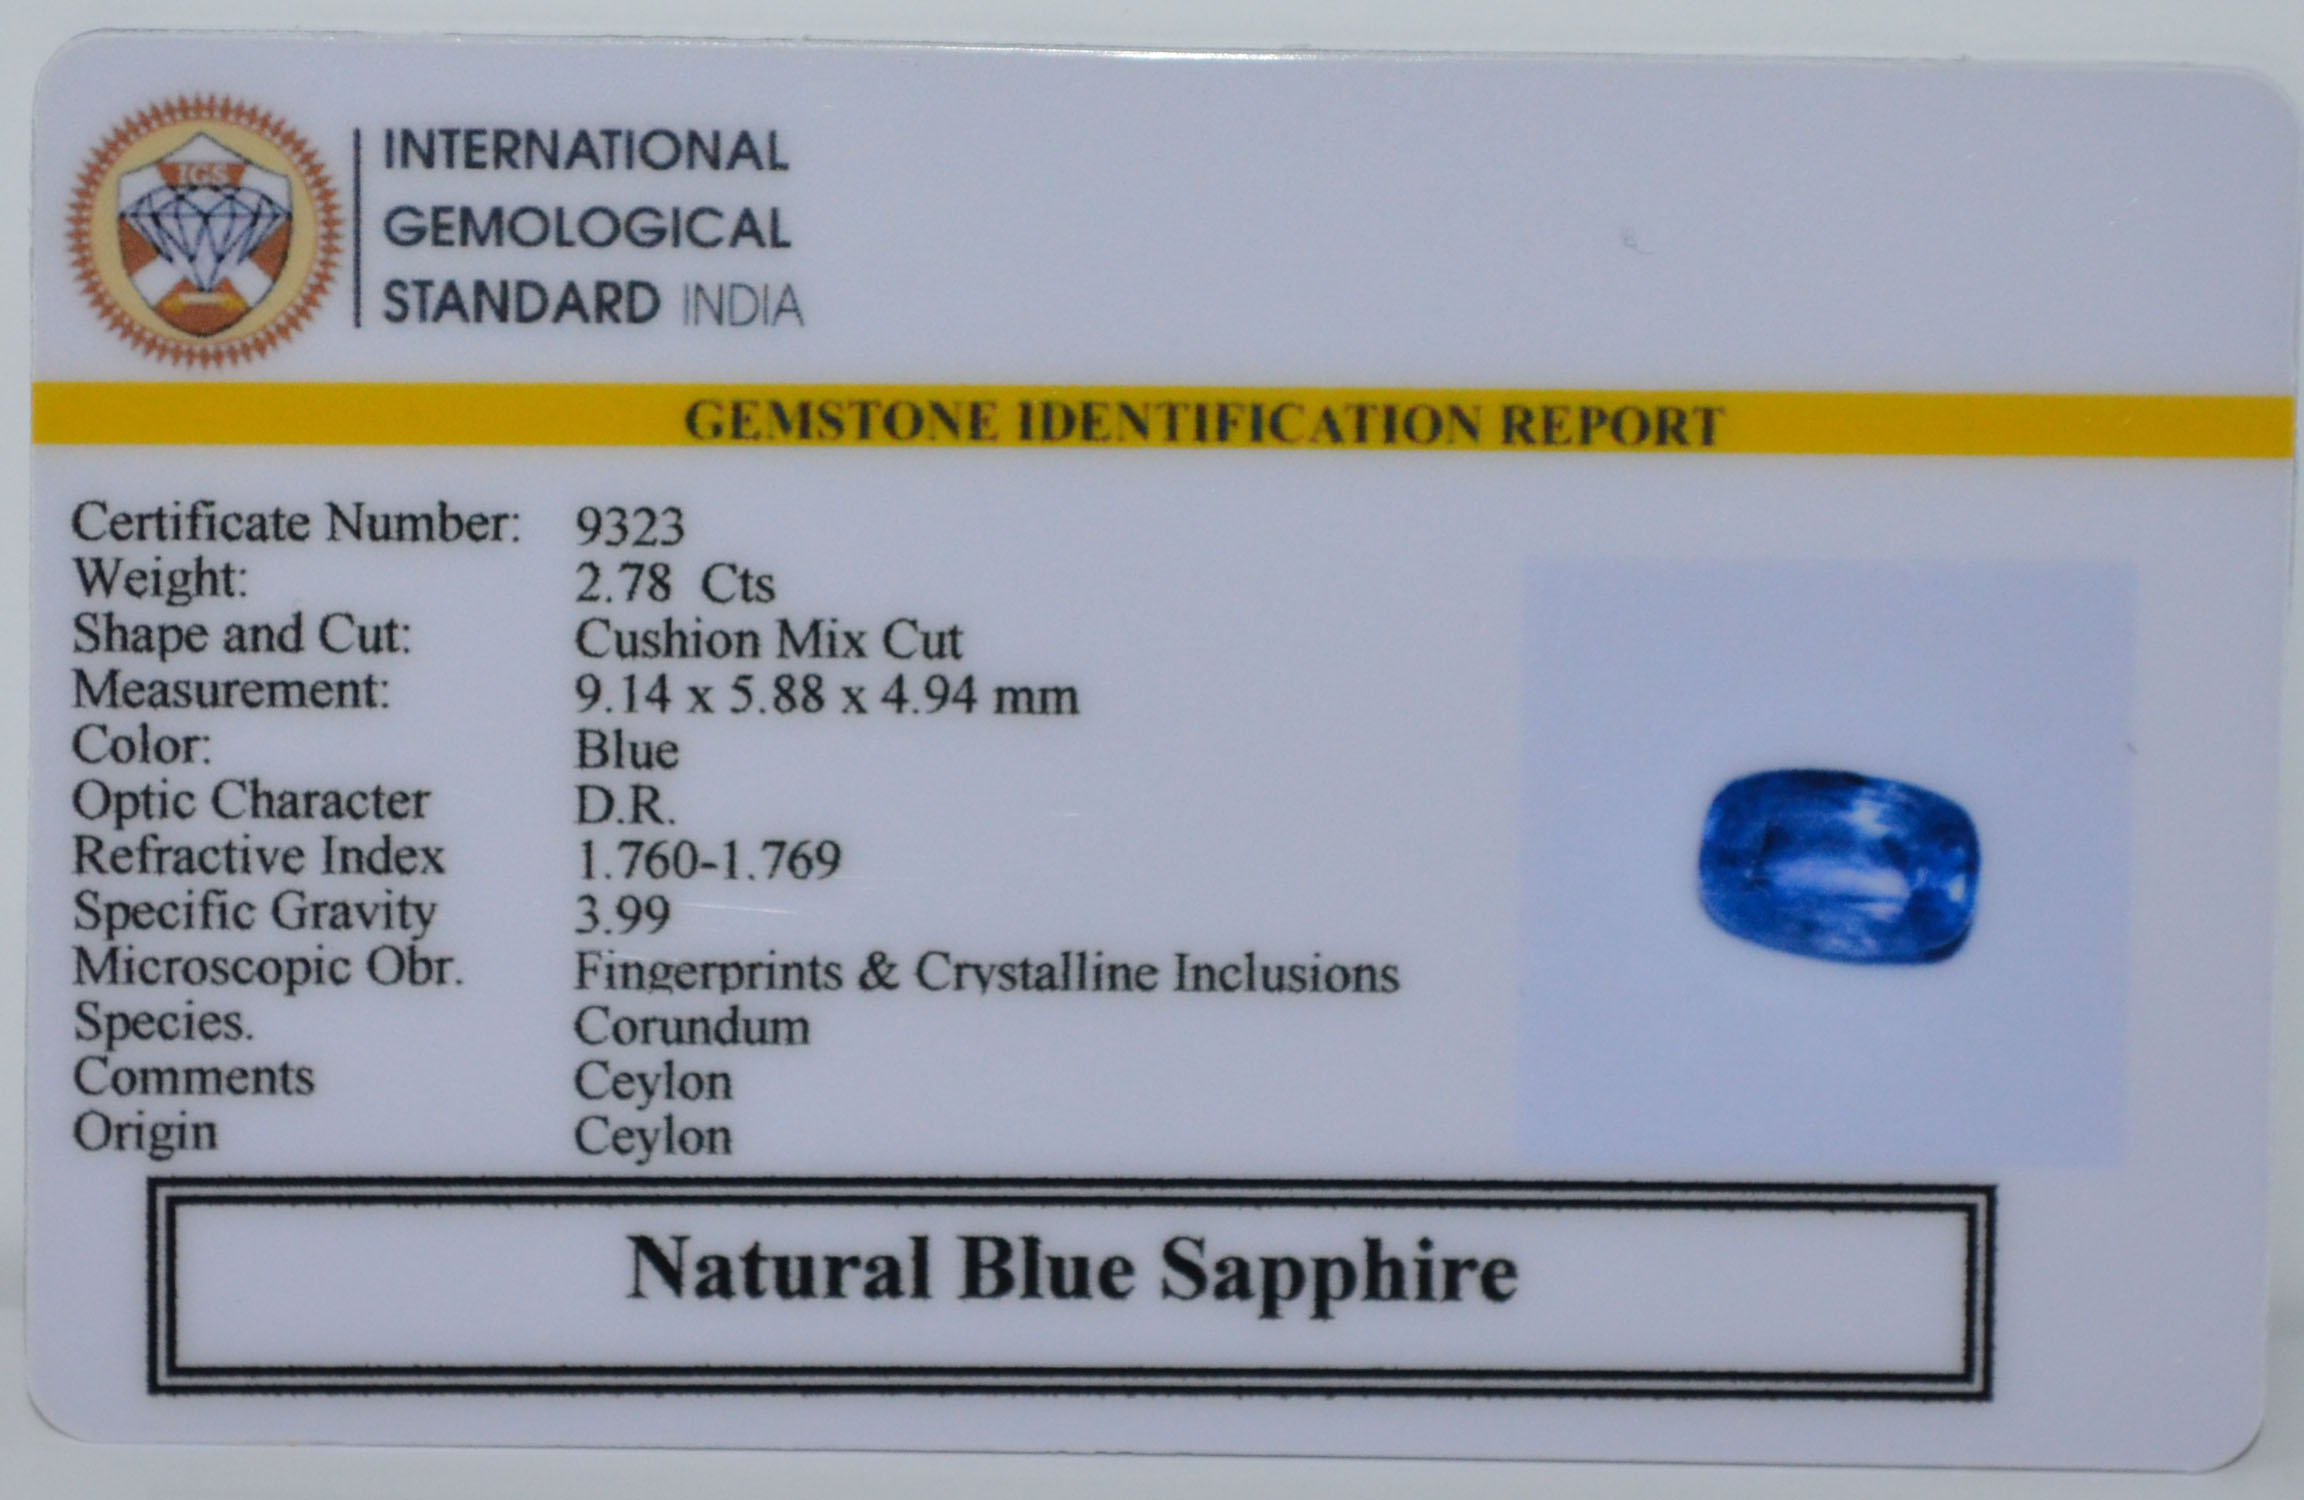 IGS
INTERNATIONAL
GEMOLOGICAL
STANDARD INDIA
GEMSTONE IDENTIFICATION REPORT
Certificate Number: 9323
Weight: 2.78 Cts
Shape and Cut: Cushion Mix Cut
Measurement: 9.14 x 5.88 x 4.94 mm
Color: Blue
Optic Character D.R.
Refractive Index 1.760-1.769
Specific Gravity 3.99
Microscopic Obr. Fingerprints & Crystalline Inclusions
Species. Corundum
Comments Ceylon
Origin Ceylon
Natural Blue Sapphire